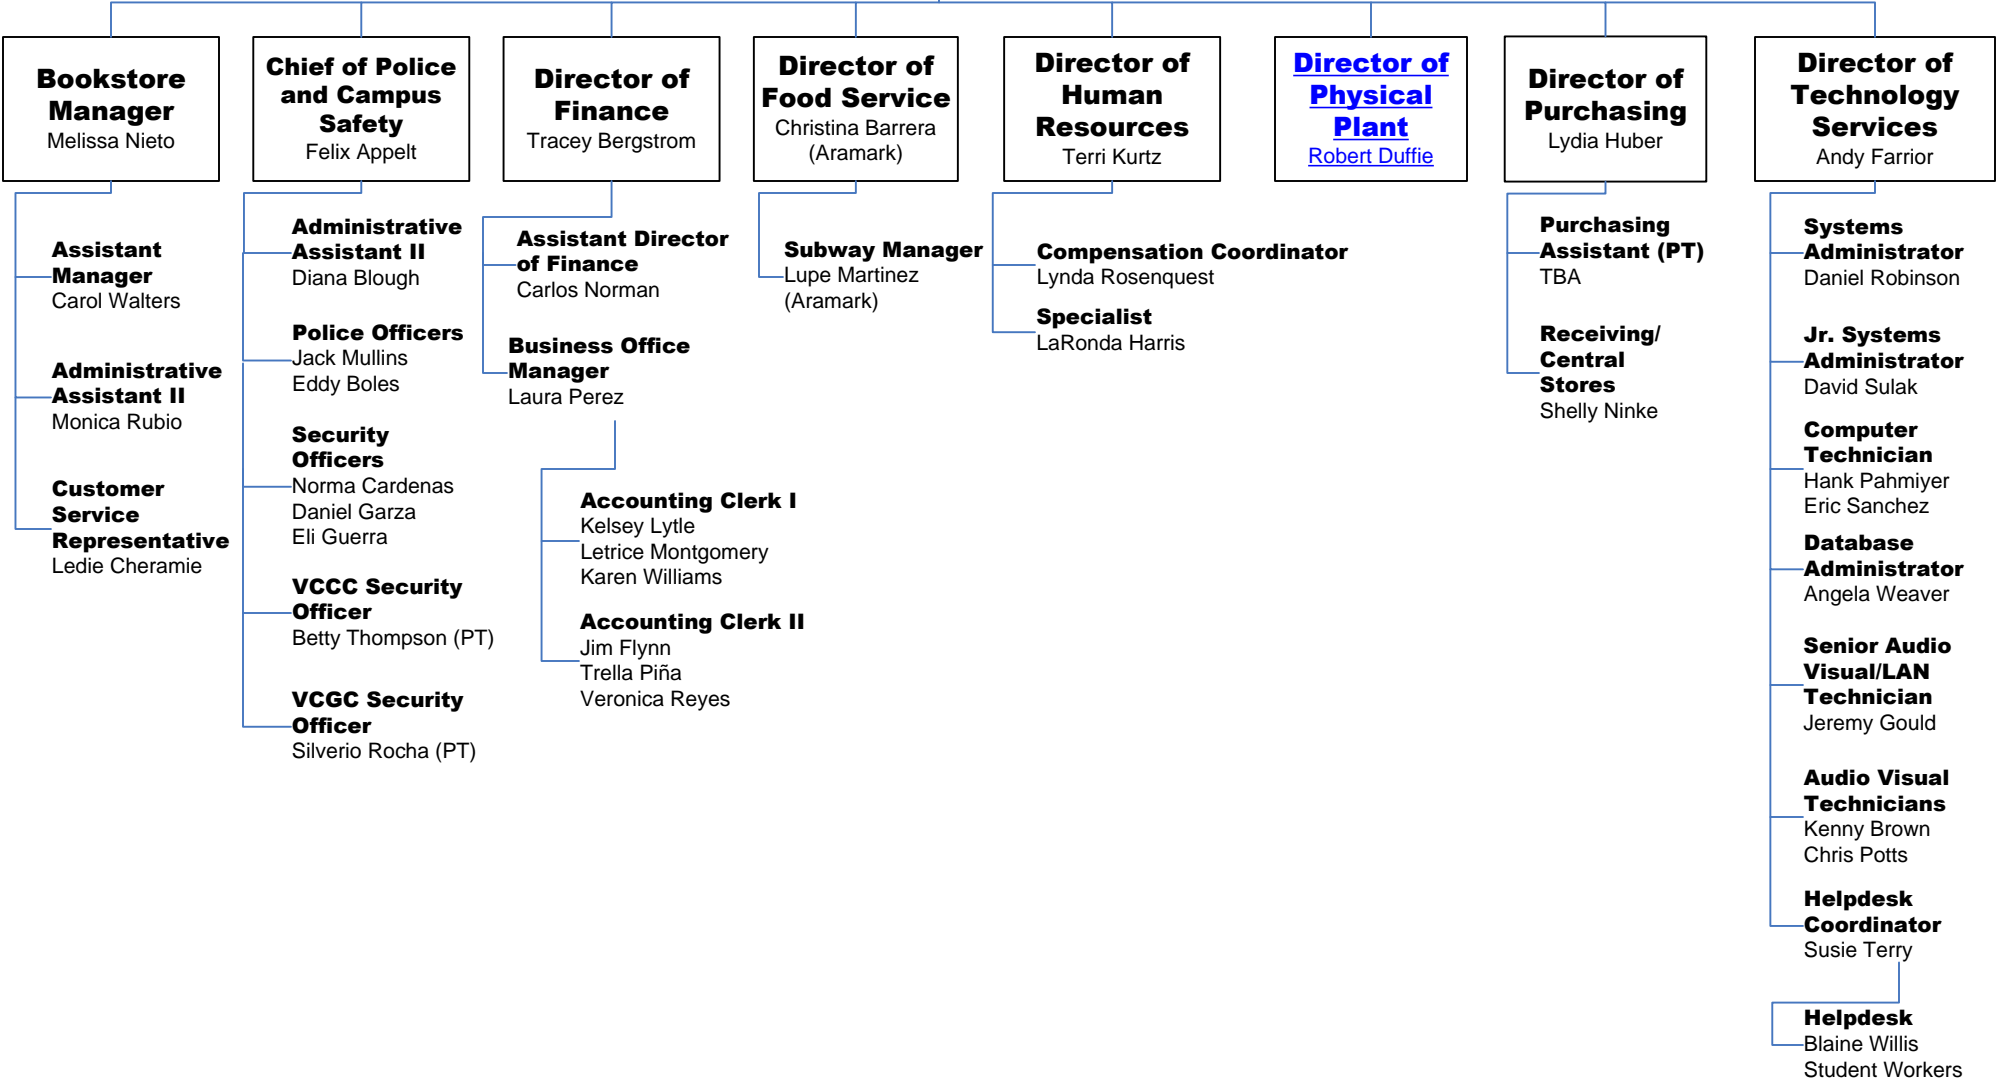 Bookstore
Manager
Melissa Nieto
Assistant
Manager
Carol Walters
Administrative
Assistant II
Monica Rubio
Customer
Service
Representative
Ledie Cheramie
Chief of Police
and Campus
Safety
Felix Appelt
Administrative
Assistant II
Diana Blough
Police Officers
Jack Mullins
Eddy Boles
Security
Officers
Norma Cardenas
Daniel Garza
Eli Guerra
VCCC Security
Officer
Betty Thompson (PT)
VCGC Security
Officer
Silverio Rocha (PT)
Director of
Finance
Tracey Bergstrom
Assistant Director
of Finance
Carlos Norman
Business Office
Manager
Laura Perez
Accounting Clerk I
Kelsey Lytle
Letrice Montgomery
Karen Williams
Accounting Clerk II
Jim Flynn
Trella Piña
Veronica Reyes
Director of
Food Service
Christina Barrera
(Aramark)
Subway Manager
Lupe Martinez
(Aramark)
Director of
Human
Resources
Terri Kurtz
Compensation Coordinator
Lynda Rosenquest
Specialist
LaRonda Harris
Director of
Physical
Plant
Robert Duffie
Director of
Purchasing
Lydia Huber
Purchasing
Assistant (PT)
TBA
Receiving/
Central
Stores
Shelly Ninke
Director of
Technology
Services
Andy Farrior
Systems
Administrator
Daniel Robinson
Jr. Systems
Administrator
David Sulak
Computer
Technician
Hank Pahmiyer
Eric Sanchez
Database
Administrator
Angela Weaver
Senior Audio
Visual/LAN
Technician
Jeremy Gould
Audio Visual
Technicians
Kenny Brown
Chris Potts
Helpdesk
Coordinator
Susie Terry
Helpdesk
Blaine Willis
Student Workers